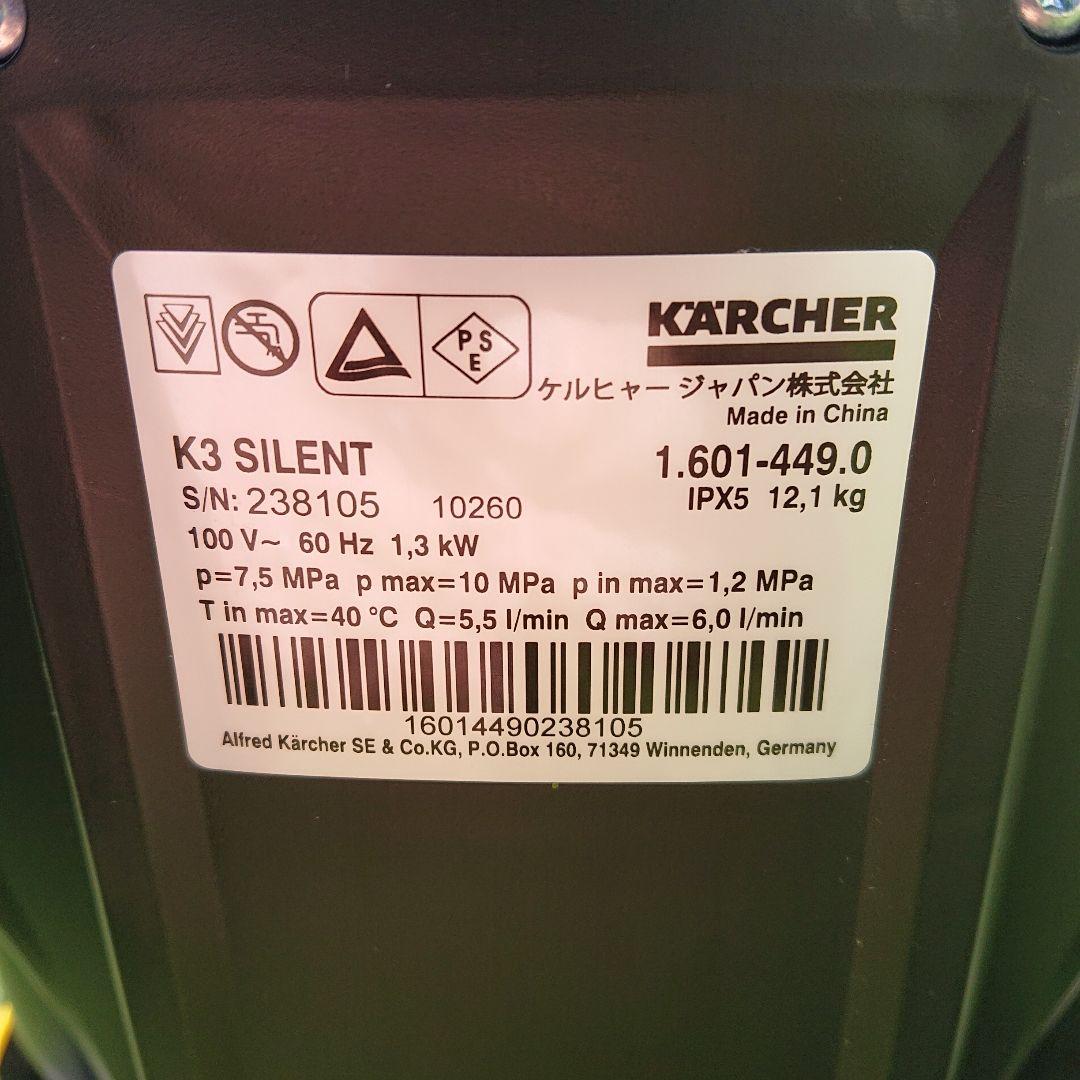 PSE
KÄRCHER
ケルヒャー ジャパン株式会社
Made in China
K3 SILENT 1.601-449.0
S/N: 238105 10260 IPX5 12,1 kg
100 V~ 60 Hz 1,3 kW
p=7,5 MPa p max=10 MPa p in max=1,2 MPa
T in max=40 °C Q=5,5 l/min Q max=6,0 l/min
16014490238105
Alfred Kärcher SE & Co.KG, P.O.Box 160, 71349 Winnenden, Germany